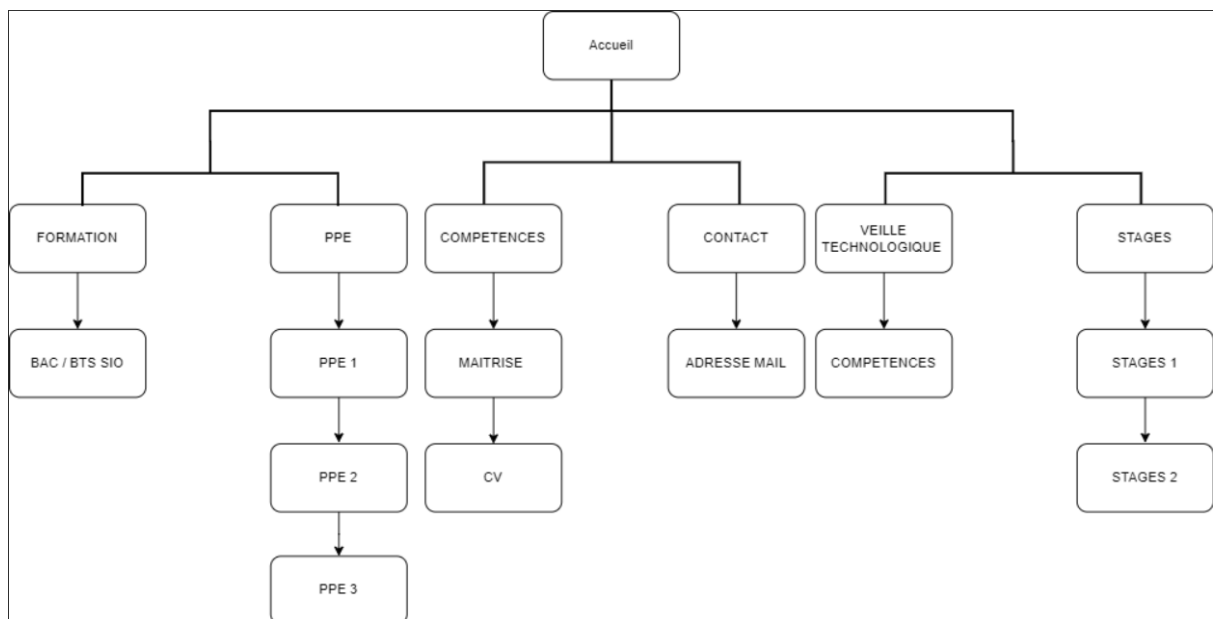 Accueil
FORMATION
PPE
COMPETENCES
CONTACT
VEILLE
TECHNOLOGIQUE
STAGES
BAC / BTS SIO
PPE 1
MAITRISE
ADRESSE MAIL
COMPETENCES
STAGES 1
PPE 2
CV
STAGES 2
PPE 3